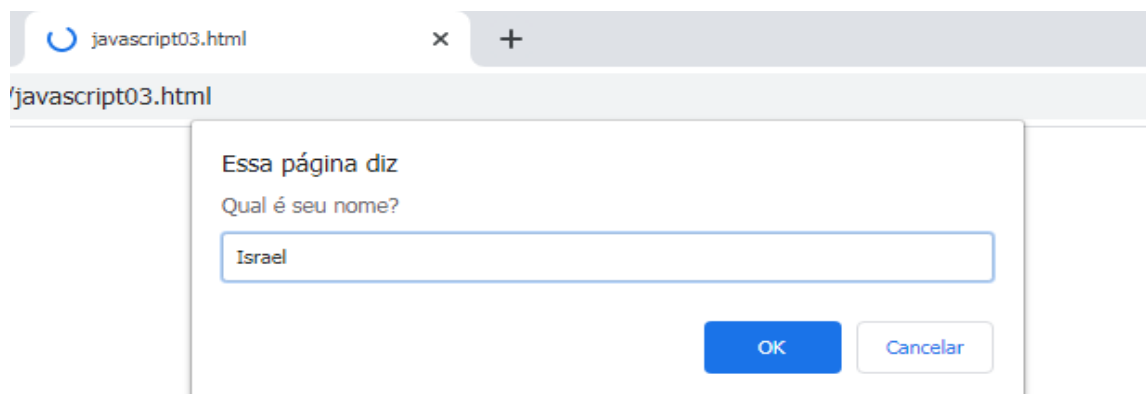 javascript03.html
/javascript03.html
Essa página diz
Qual é seu nome?
Israel
OK Cancelar